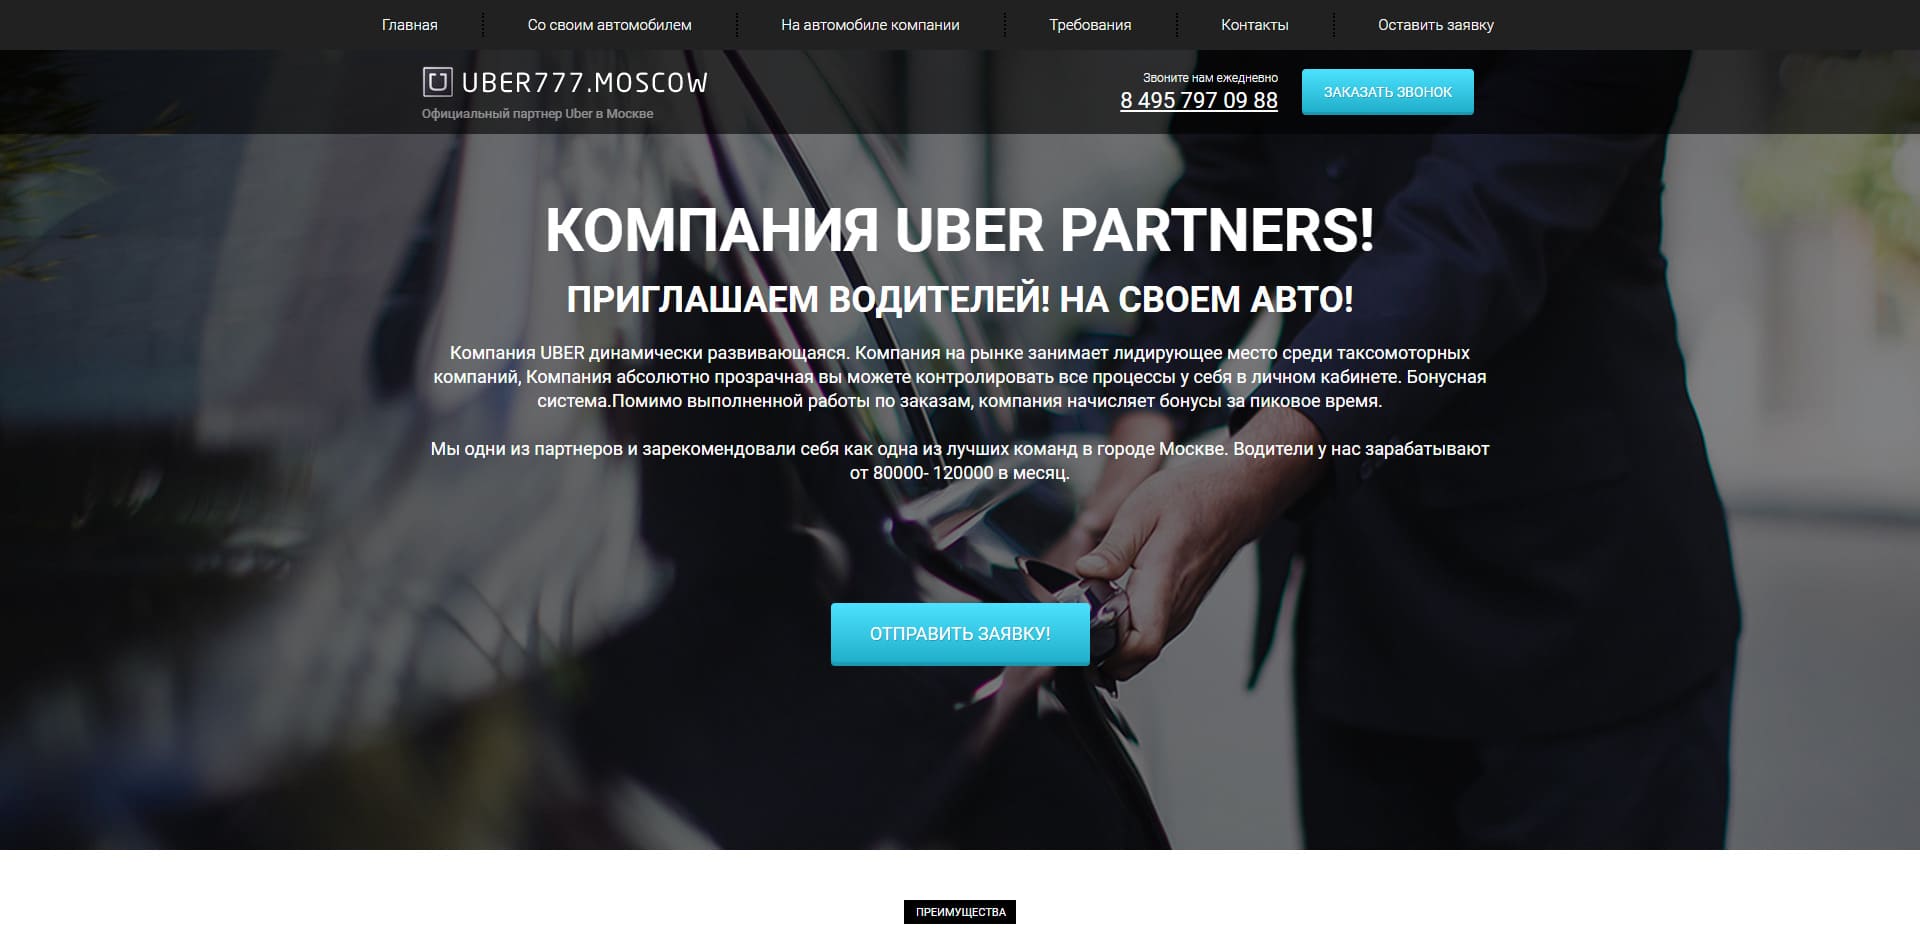 Главная
Со своим автомобилем
На автомобиле компании
Требования
Контакты
Оставить заявку
UBER777.MOSCOW
Официальный партнер Uber в Москве
Звоните нам ежедневно
8 495 797 09 88
ЗАКАЗАТЬ ЗВОНОК
КОМПАНИЯ UBER PARTNERS!
ПРИГЛАШАЕМ ВОДИТЕЛЕЙ! НА СВОЕМ АВТО!
Компания UBER динамически развивающаяся. Компания на рынке занимает лидирующее место среди таксомоторных
компаний, Компания абсолютно прозрачная вы можете контролировать все процессы у себя в личном кабинете. Бонусная
система.Помимо выполненной работы по заказам, компания начисляет бонусы за пиковое время.
Мы одни из партнеров и зарекомендовали себя как одна из лучших команд в городе Москве. Водители у нас зарабатывают
от 80000- 120000 в месяц.
ОТПРАВИТЬ ЗАЯВКУ!
ПРЕИМУЩЕСТВА